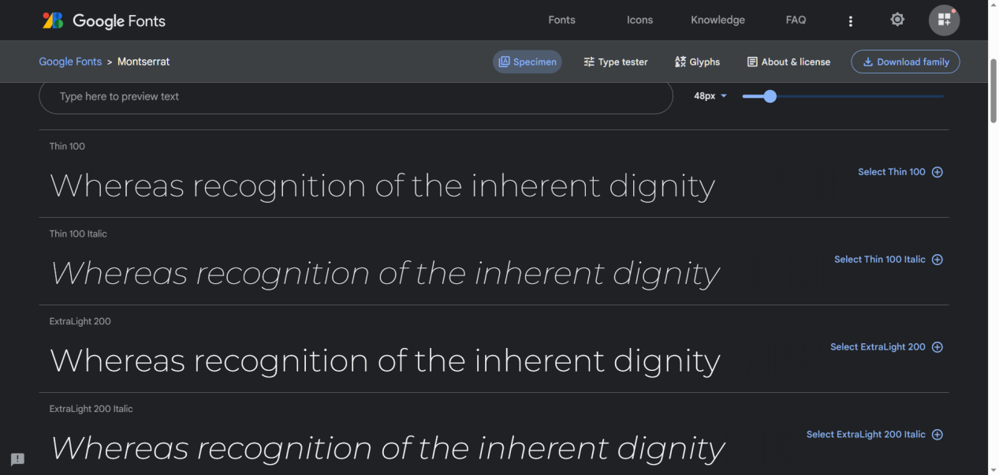 Google Fonts
Fonts
Icons
Knowledge
FAQ
Google Fonts > Montserrat
Specimen
Type tester
Glyphs
About & license
Download family
Type here to preview text
48px
Thin 100
Whereas recognition of the inherent dignity
Select Thin 100
Thin 100 Italic
Whereas recognition of the inherent dignity
Select Thin 100 Italic
ExtraLight 200
Whereas recognition of the inherent dignity
Select ExtraLight 200
ExtraLight 200 Italic
Whereas recognition of the inherent dignity
Select ExtraLight 200 Italic